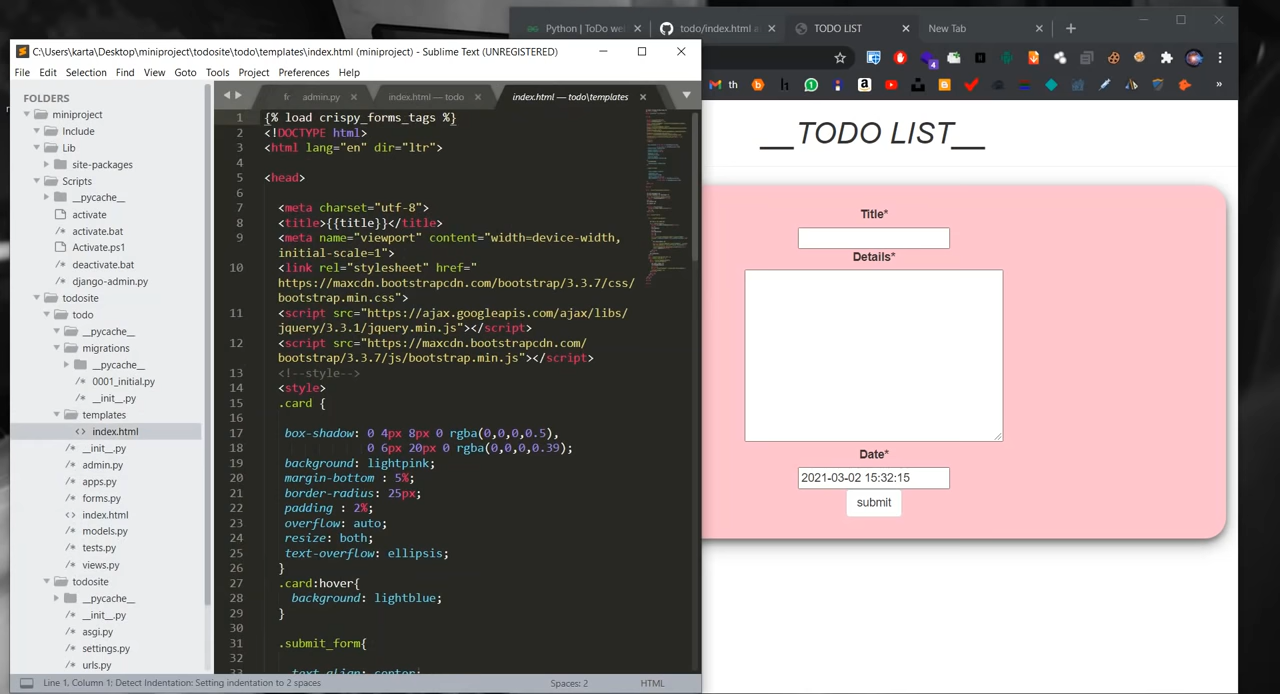 Python | ToDo we
todo/index.html a
TODO LIST
New Tab
C:\Users\karta\Desktop\miniproject\todosite\todo\templates\index.html (miniproject) - Sublime Text (UNREGISTERED)
File Edit Selection Find View Goto Tools Project Preferences Help
th
FOLDERS
miniproject
Include
Lib
site-packages
Scripts
__pycache__
activate
activate.bat
Activate.ps1
deactivate.bat
django-admin.py
todosite
todo
__pycache__
migrations
__pycache__
0001_initial.py
__init__.py
templates
index.html
__init__.py
admin.py
apps.py
forms.py
index.html
models.py
tests.py
views.py
todosite
__pycache__
__init__.py
asgi.py
settings.py
urls.py
admin.py
index.html — todo
index.html — todo\templates
1 {% load crispy_forms_tags %}
2 <!DOCTYPE html>
3 <html lang="en" dir="ltr">
4
5 <head>
6
7 <meta charset="utf-8">
8 <title>{{title}}</title>
9 <meta name="viewport" content="width=device-width,
initial-scale=1">
10 <link rel="stylesheet" href="
https://maxcdn.bootstrapcdn.com/bootstrap/3.3.7/css/
bootstrap.min.css">
11 <script src="https://ajax.googleapis.com/ajax/libs/
jquery/3.3.1/jquery.min.js"></script>
12 <script src="https://maxcdn.bootstrapcdn.com/
bootstrap/3.3.7/js/bootstrap.min.js"></script>
13 <!--style-->
14 <style>
15 .card {
16
17 box-shadow: 0 4px 8px 0 rgba(0,0,0,0.5),
18 0 6px 20px 0 rgba(0,0,0,0.39);
19 background: lightpink;
20 margin-bottom : 5%;
21 border-radius: 25px;
22 padding : 2%;
23 overflow: auto;
24 resize: both;
25 text-overflow: ellipsis;
26 }
27 .card:hover{
28 background: lightblue;
29 }
30
31 .submit_form{
32
33 text-align: center;
Line 1, Column 1: Detect Indentation: Setting indentation to 2 spaces
Spaces: 2
HTML
__TODO LIST__
Title*
Details*
Date*
2021-03-02 15:32:15
submit